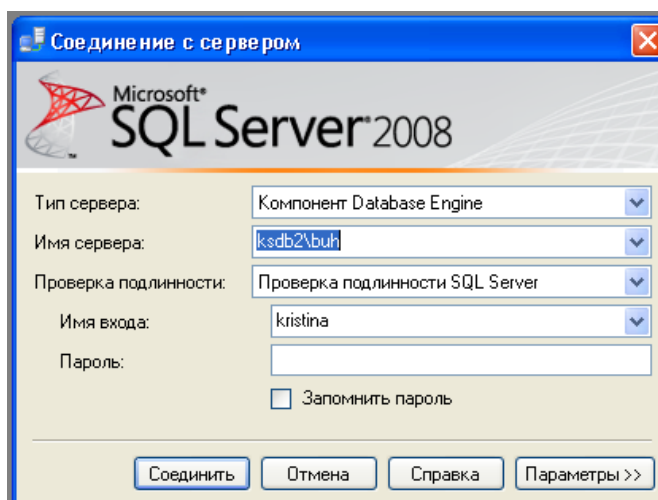 Соединение с сервером
Microsoft®
SQL Server® 2008
Тип сервера: Компонент Database Engine
Имя сервера: ksdb2\buh
Проверка подлинности: Проверка подлинности SQL Server
Имя входа: kristina
Пароль:
Запомнить пароль
Соединить Отмена Справка Параметры >>